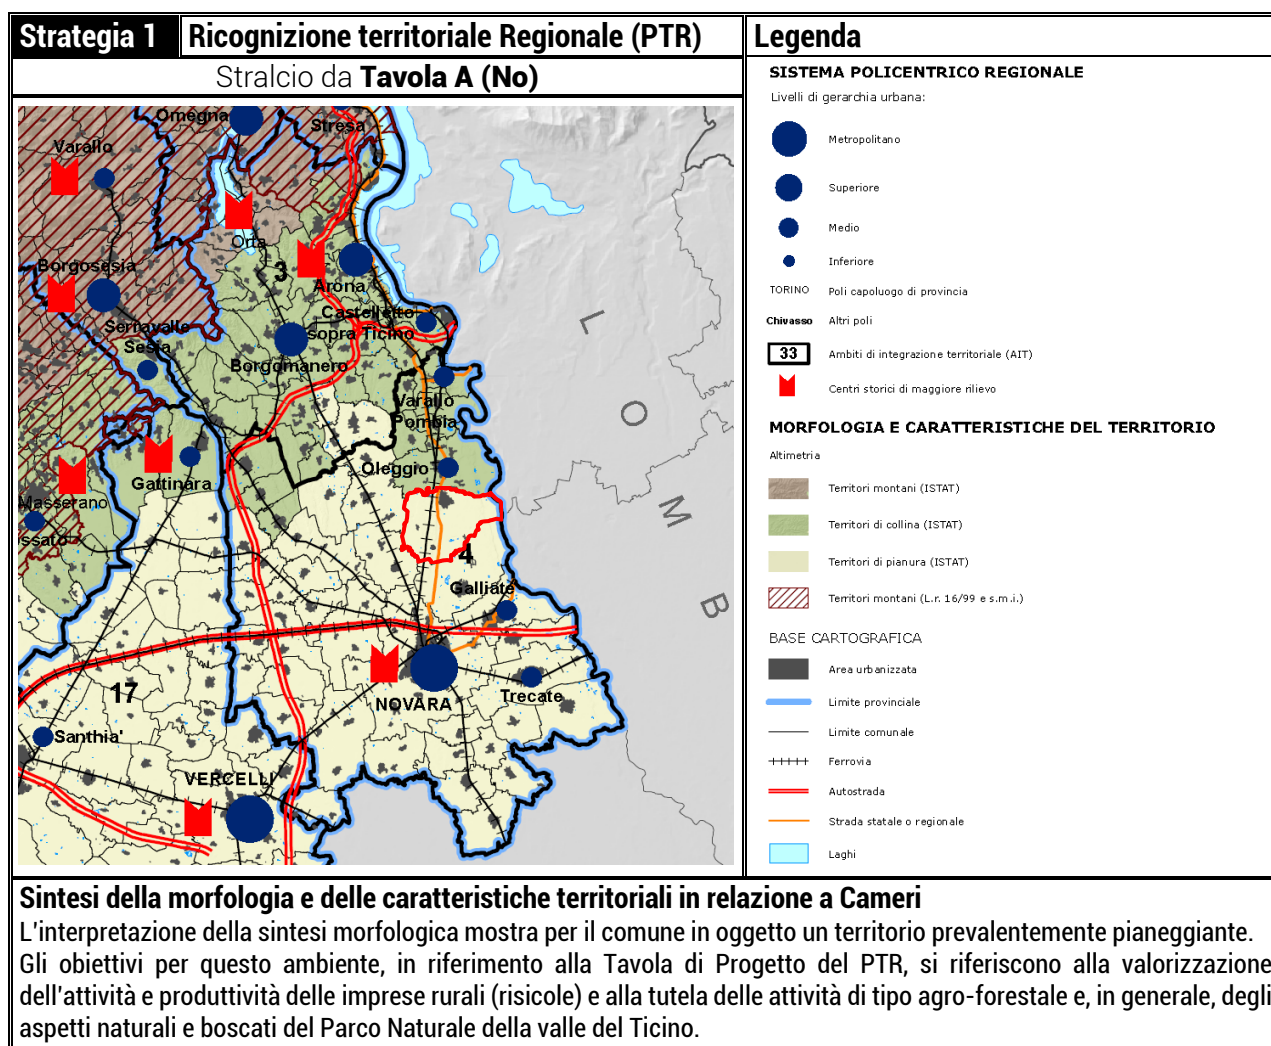 Strategia 1 Ricognizione territoriale Regionale (PTR)
Stralcio da Tavola A (No)
Omegna
Stresa
Varallo
Orta
3
Borgosesia
Arona
Castelletto
sopra Ticino
Serravalle
Sesia
Borgomanero
Varallo
Pombia
Oleggio
Gattinara
Masserano
ossato
4
Galliate
NOVARA
Trecate
17
Santhia'
VERCELLI
L
O
M
B
Legenda
SISTEMA POLICENTRICO REGIONALE
Livelli di gerarchia urbana:
Metropolitano
Superiore
Medio
Inferiore
TORINO Poli capoluogo di provincia
Chivasso Altri poli
33 Ambiti di integrazione territoriale (AIT)
Centri storici di maggiore rilievo
MORFOLOGIA E CARATTERISTICHE DEL TERRITORIO
Altimetria
Territori montani (ISTAT)
Territori di collina (ISTAT)
Territori di pianura (ISTAT)
Territori montani (L.r. 16/99 e s.m.i.)
BASE CARTOGRAFICA
Area urbanizzata
Limite provinciale
Limite comunale
Ferrovia
Autostrada
Strada statale o regionale
Laghi
Sintesi della morfologia e delle caratteristiche territoriali in relazione a Cameri
L'interpretazione della sintesi morfologica mostra per il comune in oggetto un territorio prevalentemente pianeggiante.
Gli obiettivi per questo ambiente, in riferimento alla Tavola di Progetto del PTR, si riferiscono alla valorizzazione
dell'attività e produttività delle imprese rurali (risicole) e alla tutela delle attività di tipo agro-forestale e, in generale, degli
aspetti naturali e boscati del Parco Naturale della valle del Ticino.